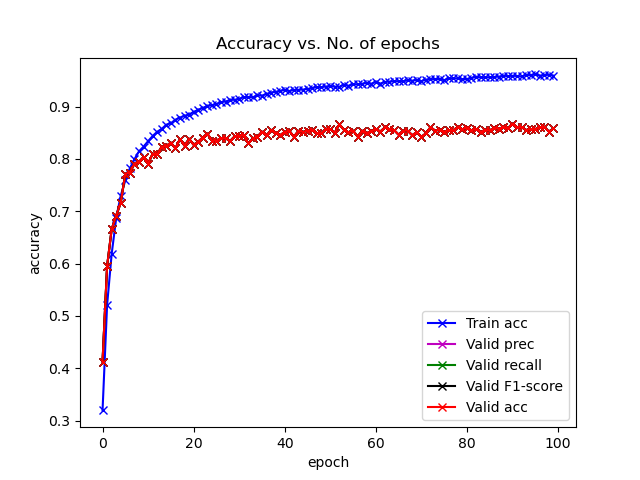 Accuracy vs. No. of epochs
accuracy
0.9
0.8
0.7
0.6
0.5
0.4
0.3
0 20 40 60 80 100
epoch
Train acc
Valid prec
Valid recall
Valid F1-score
Valid acc